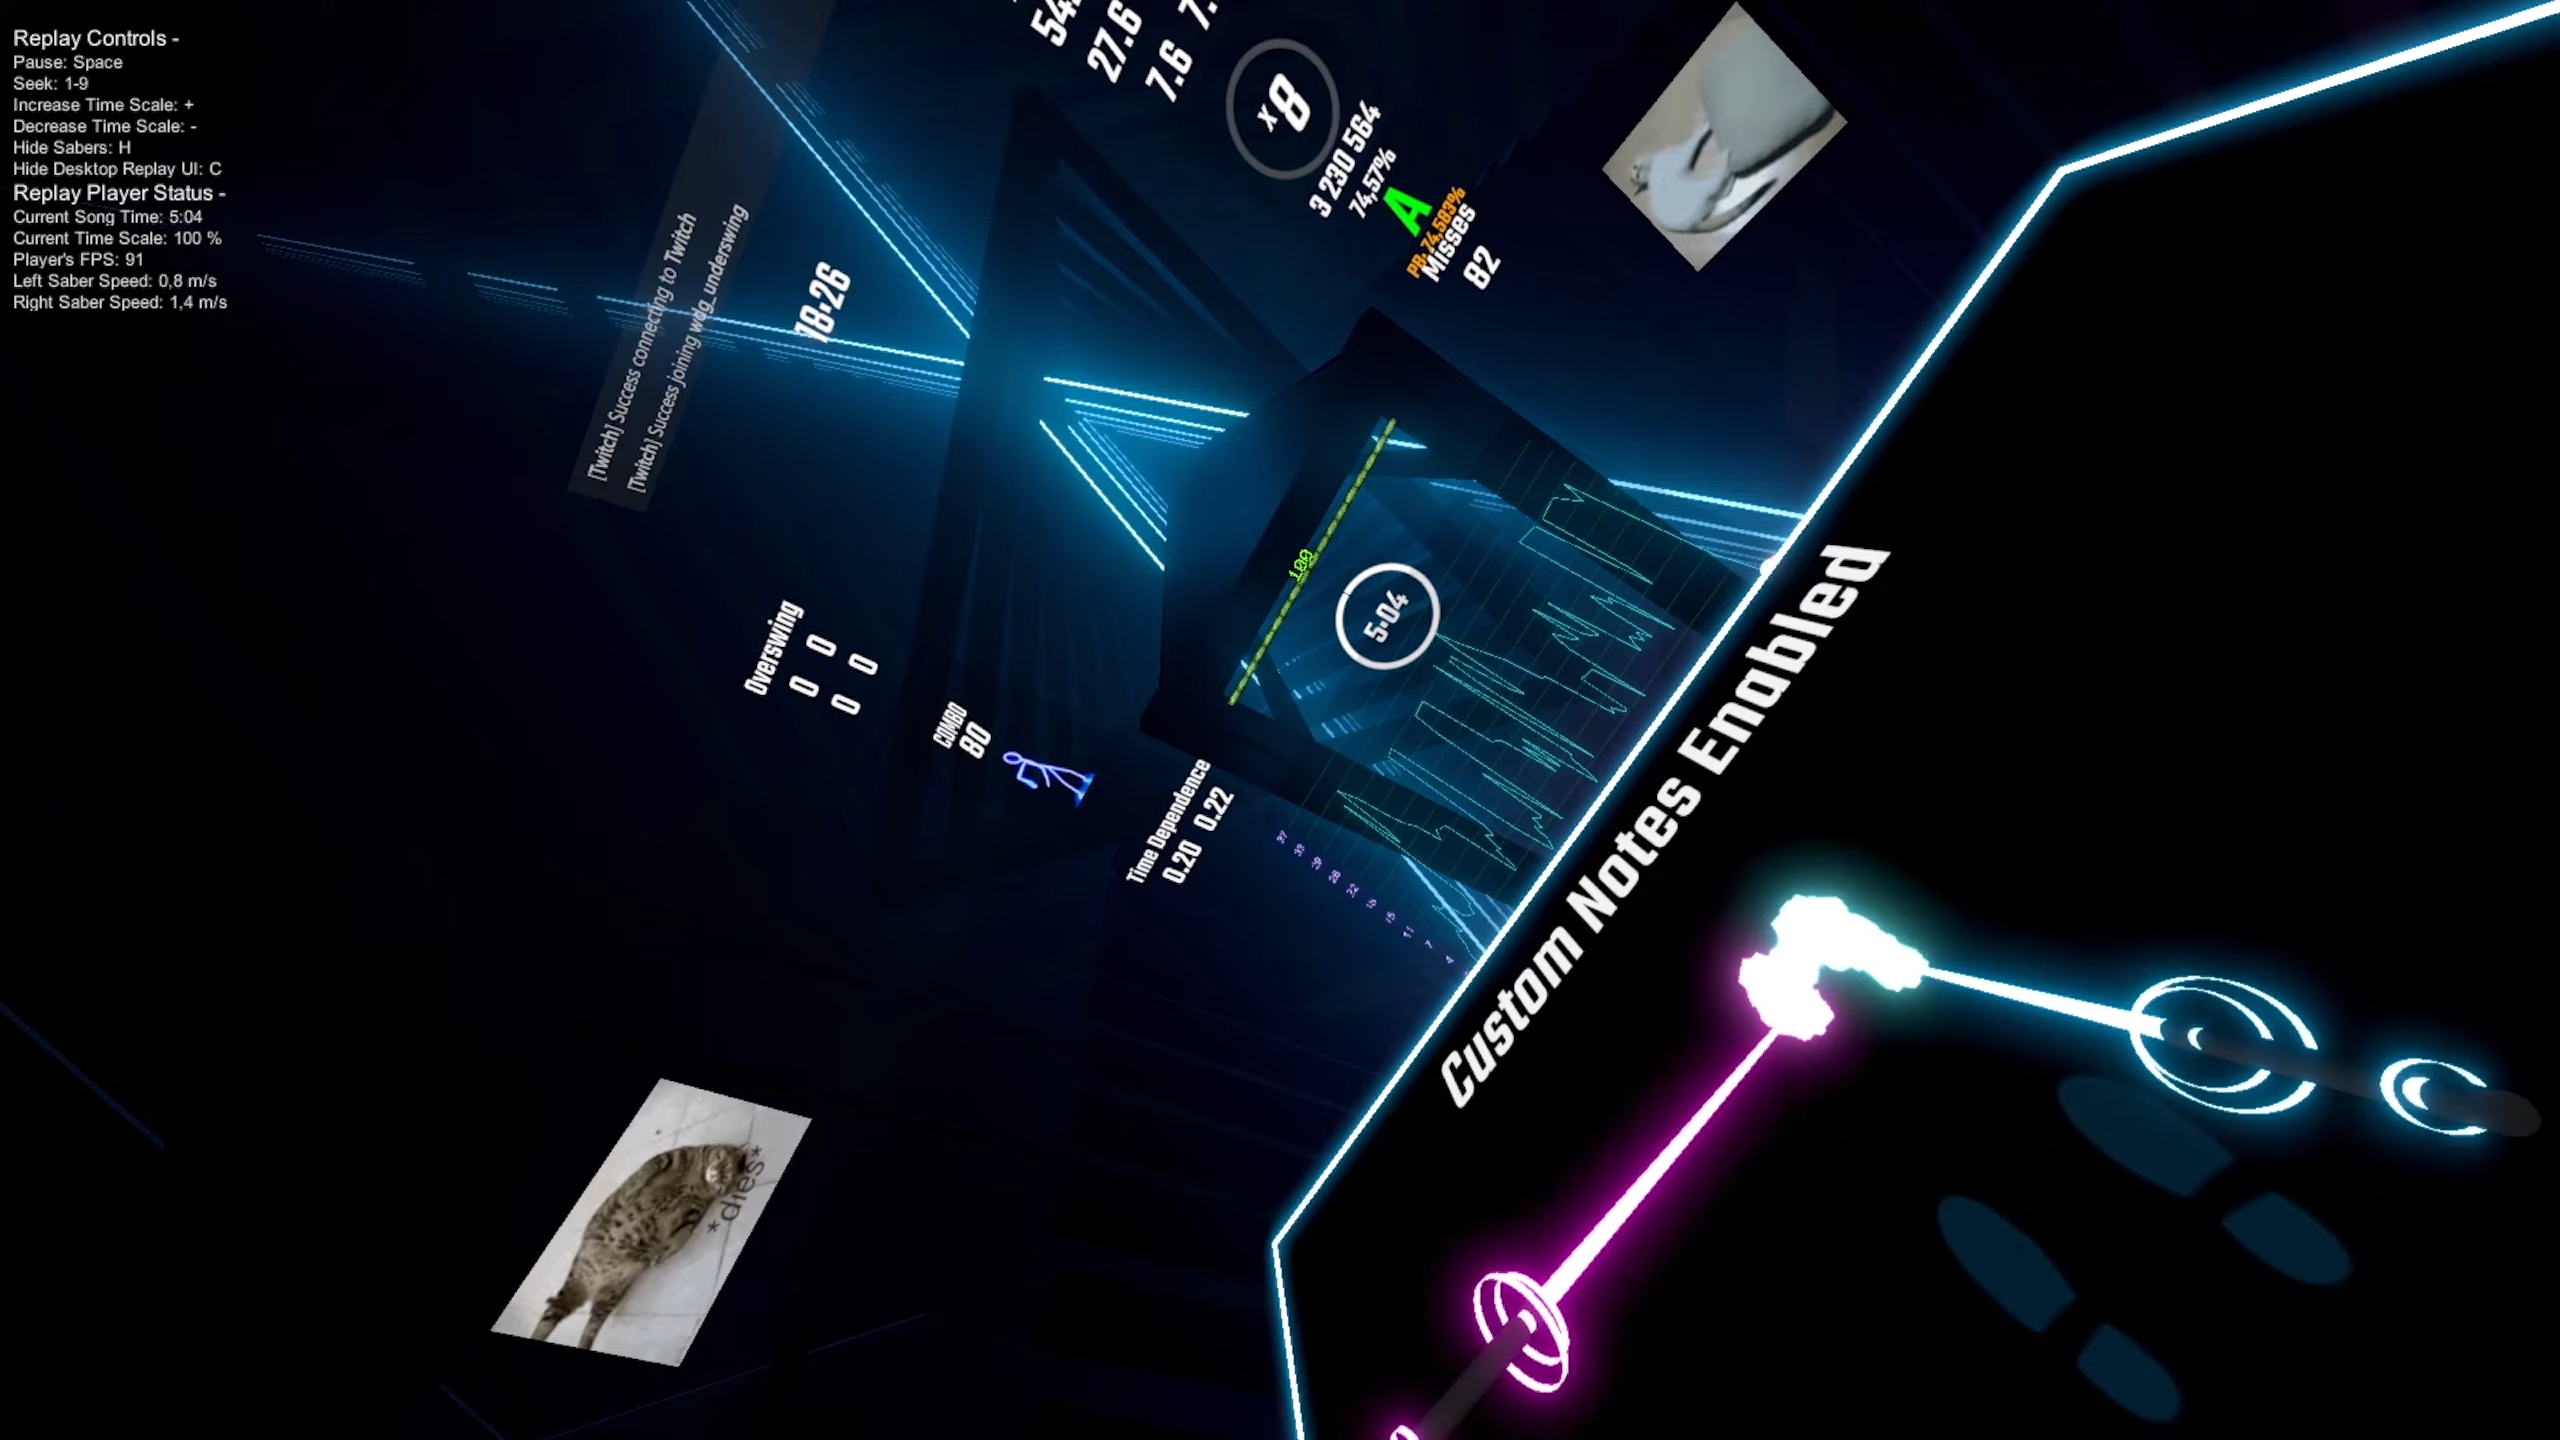 Replay Controls -
Pause: Space
Seek: 1-9
Increase Time Scale: +
Decrease Time Scale: -
Hide Sabers: H
Hide Desktop Replay UI: C
Replay Player Status -
Current Song Time: 5:04
Current Time Scale: 100 %
Player's FPS: 91
Left Saber Speed: 0,8 m/s
Right Saber Speed: 1,4 m/s
[Twitch] Success connecting to Twitch
[Twitch] Success joining wdg_underswing
18:26
27.6
7.6
x8
3 230 564
74,57%
A
PB: 74,583%
Misses
82
Overswing
0 0
0 0
COMBO
80
Time Dependence
0.20 0.22
100
5:04
Custom Notes Enabled
*dies*